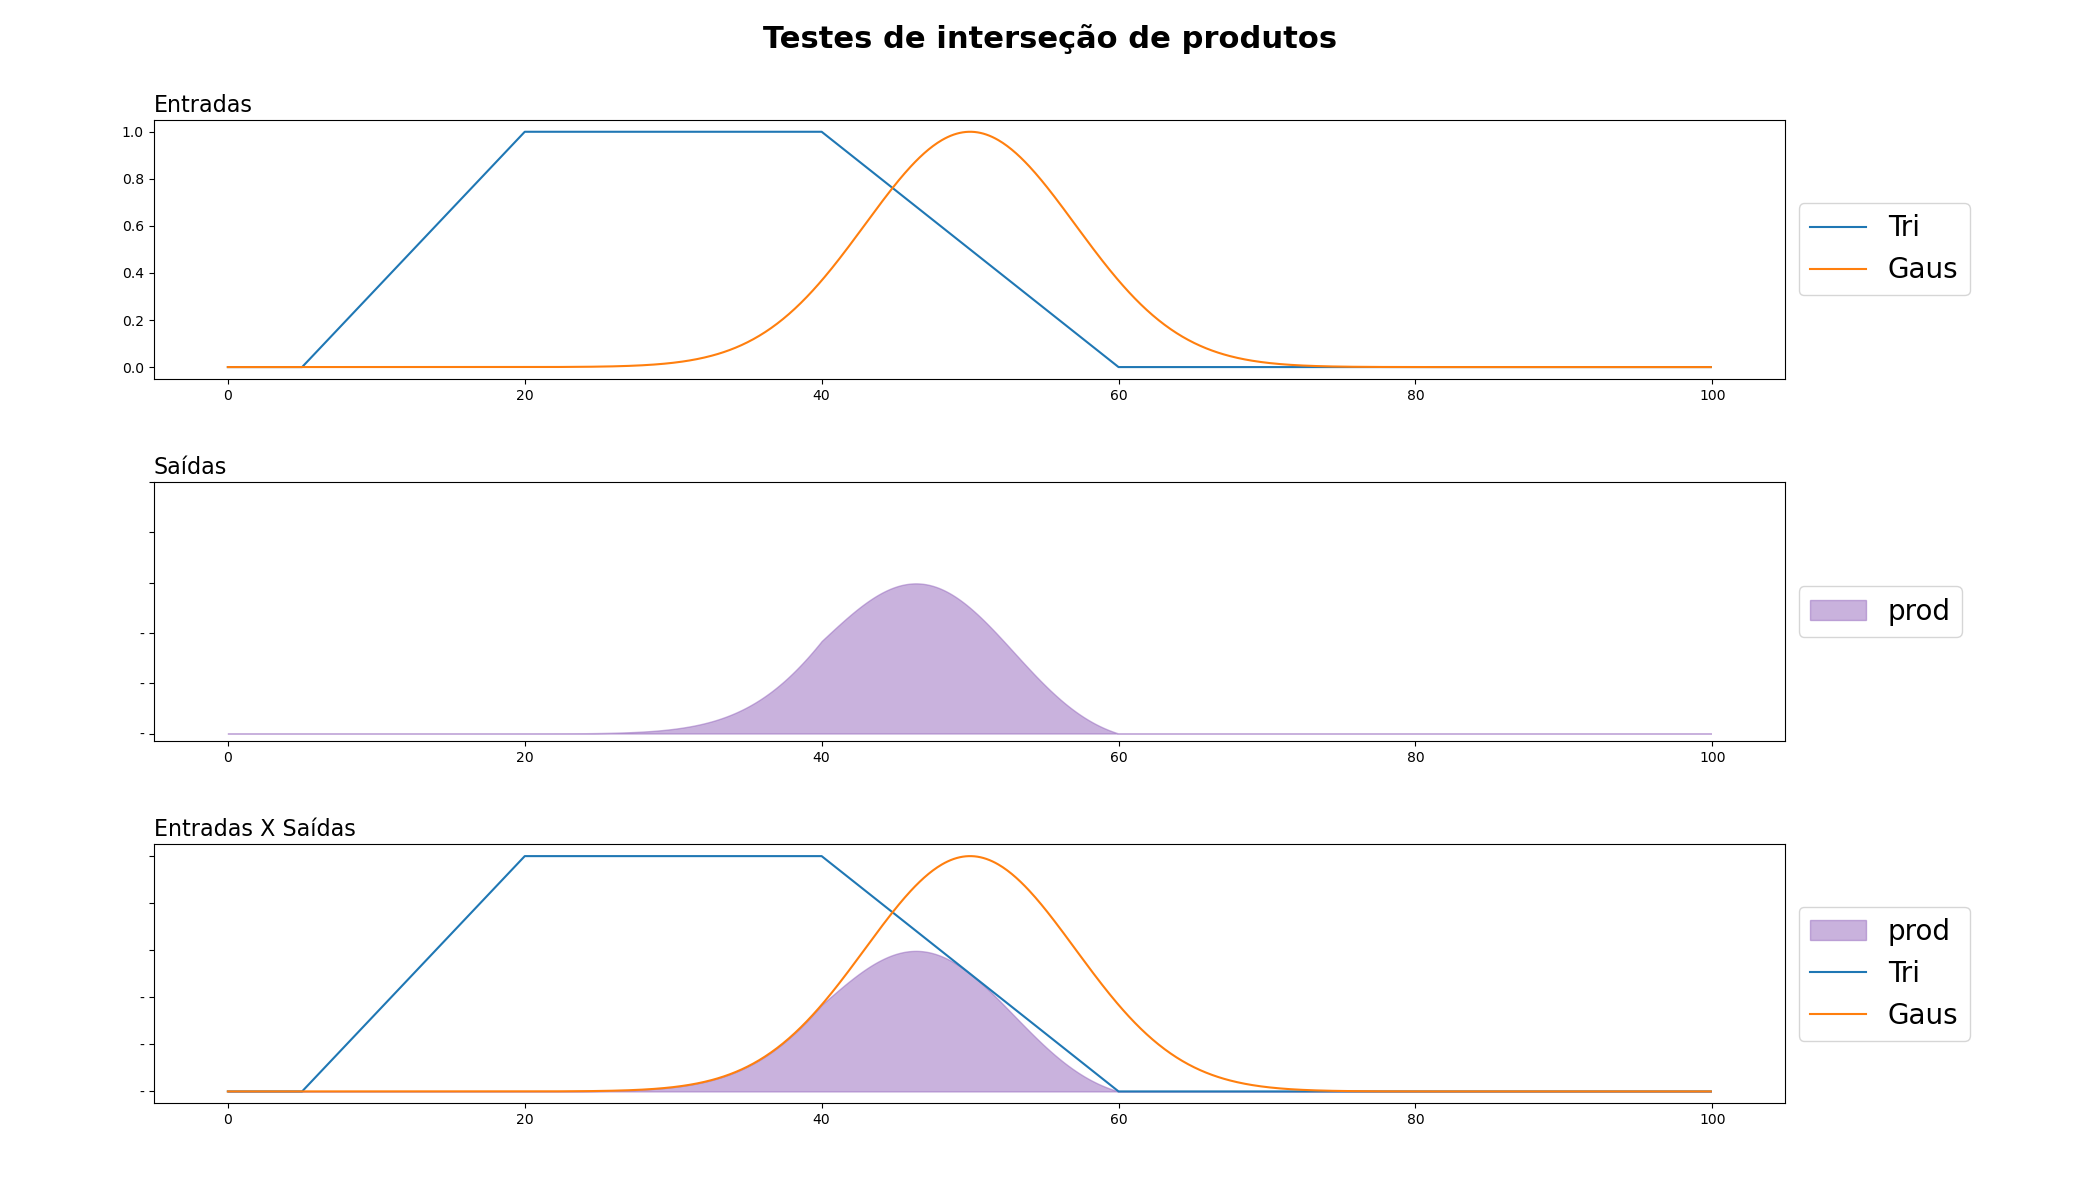 Testes de interseção de produtos
Entradas
1.0
0.8
0.6
0.4
0.2
0.0
0 20 40 60 80 100
Tri
Gaus
Saídas
-
-
-
0 20 40 60 80 100
prod
Entradas X Saídas
-
-
-
0 20 40 60 80 100
prod
Tri
Gaus